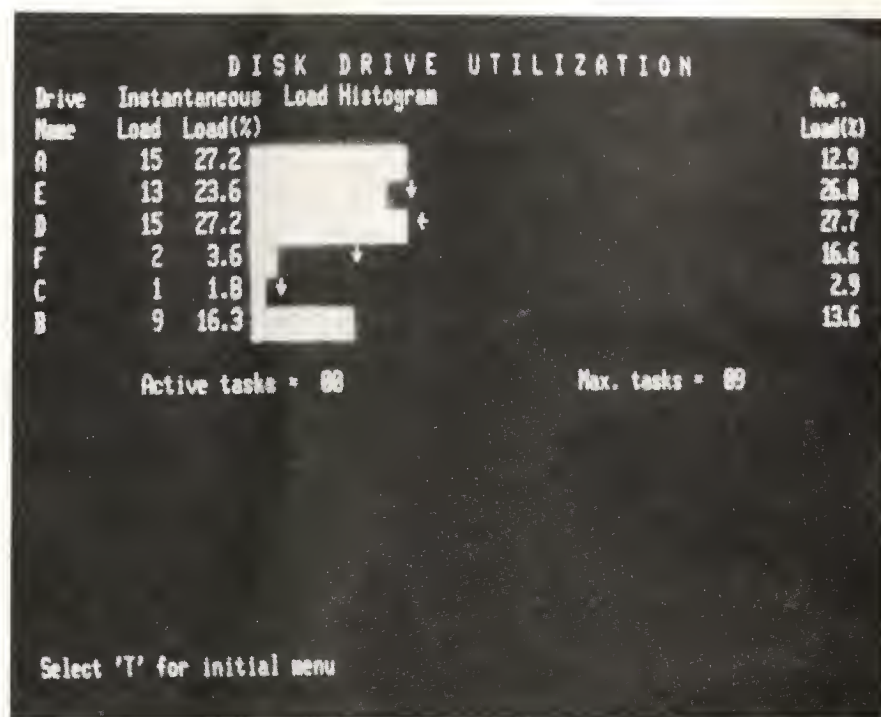 DISK DRIVE UTILIZATION
Drive Instantaneous Load Histogram Ave.
Name Load Load(%) Load(%)
A 15 27.2 12.9
E 13 23.6 ↓ 26.0
D 15 27.2 ← 27.7
F 2 3.6 ↓ 16.6
C 1 1.8 ↓ 2.9
B 9 16.3 13.6
Active tasks = 00 Max. tasks = 09
Select 'T' for initial menu